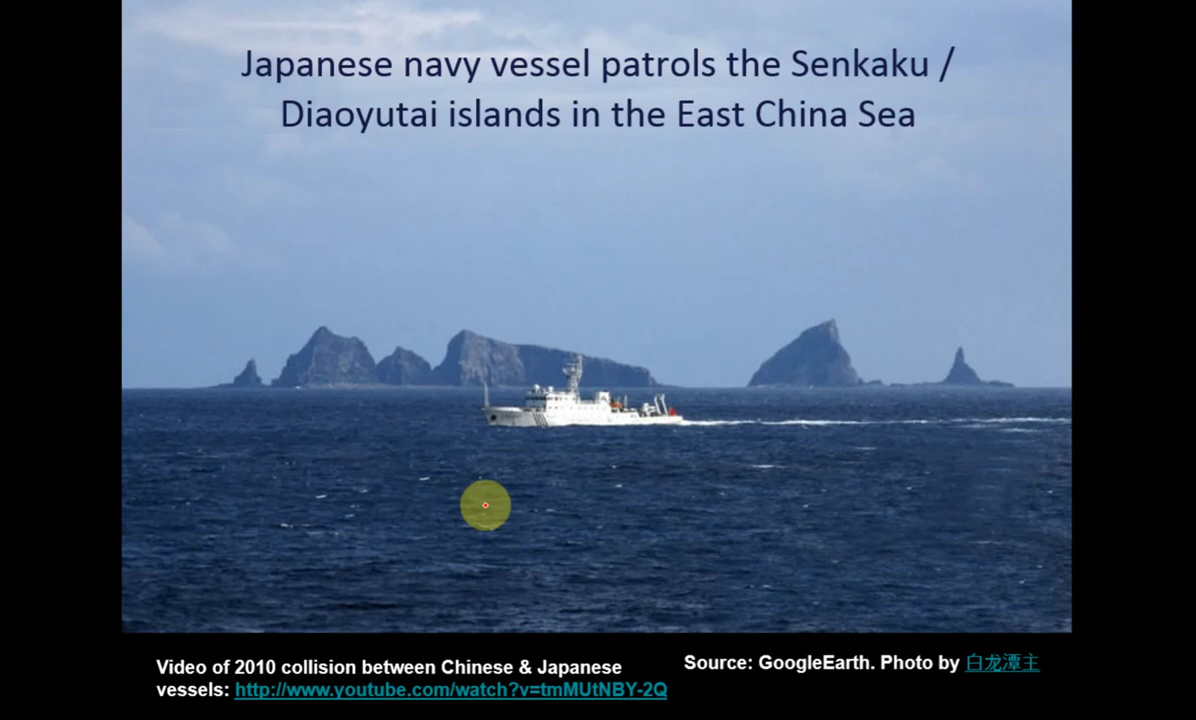 Japanese navy vessel patrols the Senkaku /
Diaoyutai islands in the East China Sea
Video of 2010 collision between Chinese & Japanese
vessels: http://www.youtube.com/watch?v=tmMUtNBY-2Q
Source: GoogleEarth. Photo by 白龙潭主